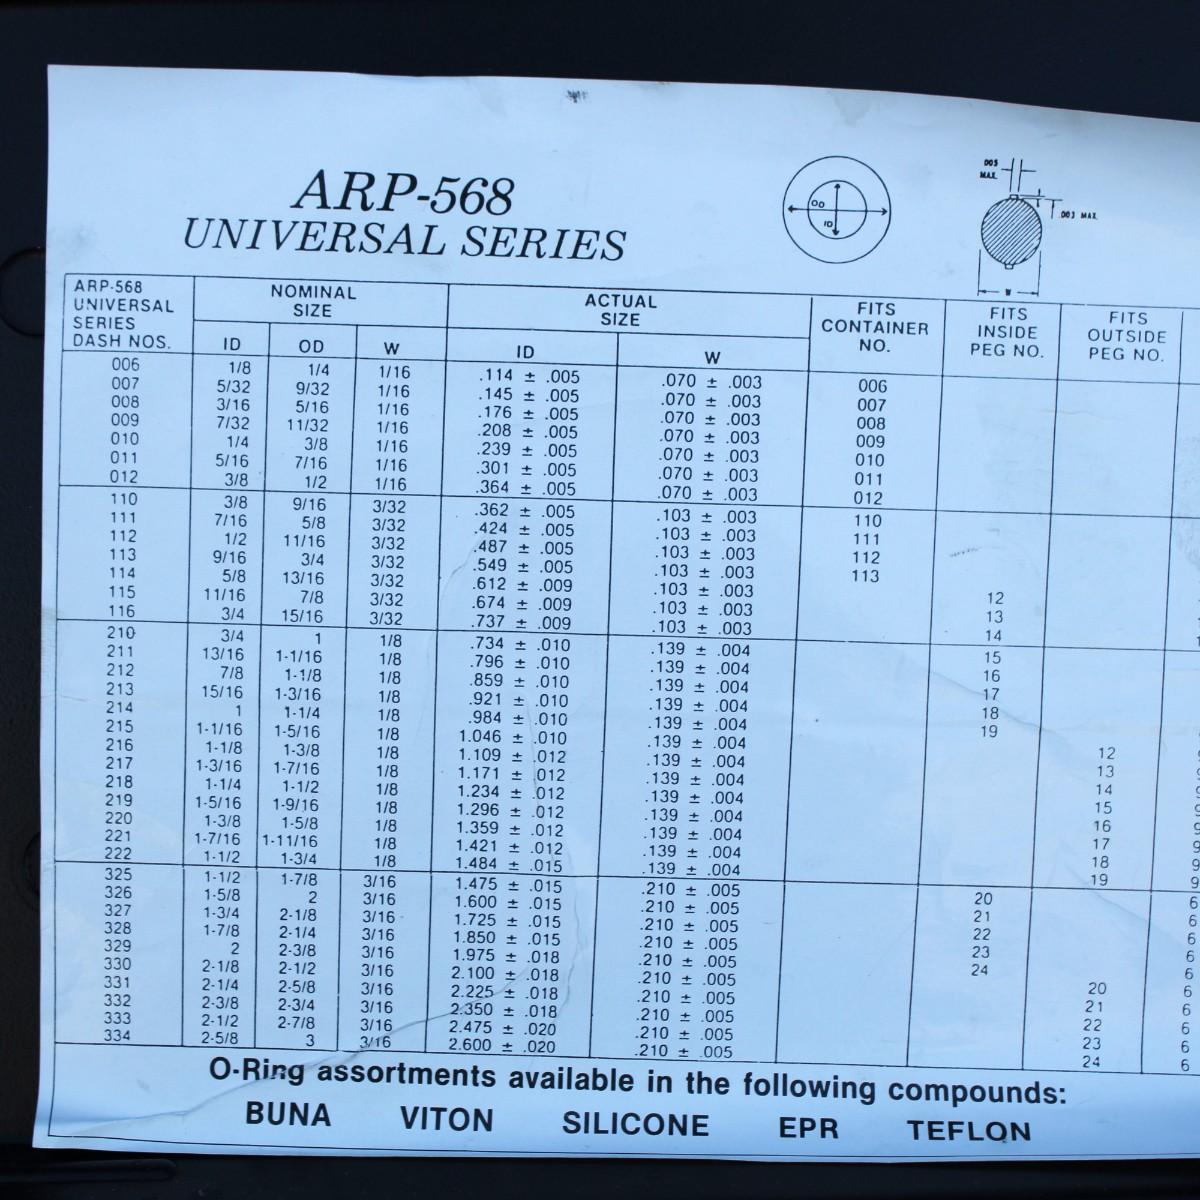 ARP-568
UNIVERSAL SERIES
.005 MAX.
.003 MAX.
OD
ID
W
ARP-568 UNIVERSAL SERIES DASH NOS. NOMINAL SIZE ACTUAL SIZE FITS CONTAINER NO. FITS INSIDE PEG NO. FITS OUTSIDE PEG NO.
ID OD W ID W
006 1/8 1/4 1/16 .114 ± .005 .070 ± .003 006
007 5/32 9/32 1/16 .145 ± .005 .070 ± .003 007
008 3/16 5/16 1/16 .176 ± .005 .070 ± .003 008
009 7/32 11/32 1/16 .208 ± .005 .070 ± .003 009
010 1/4 3/8 1/16 .239 ± .005 .070 ± .003 010
011 5/16 7/16 1/16 .301 ± .005 .070 ± .003 011
012 3/8 1/2 1/16 .364 ± .005 .070 ± .003 012
110 3/8 9/16 3/32 .362 ± .005 .103 ± .003 110
111 7/16 5/8 3/32 .424 ± .005 .103 ± .003 111
112 1/2 11/16 3/32 .487 ± .005 .103 ± .003 112
113 9/16 3/4 3/32 .549 ± .005 .103 ± .003 113
114 5/8 13/16 3/32 .612 ± .009 .103 ± .003 12
115 11/16 7/8 3/32 .674 ± .009 .103 ± .003 13
116 3/4 15/16 3/32 .737 ± .009 .103 ± .003 14
210 3/4 1 1/8 .734 ± .010 .139 ± .004 15
211 13/16 1-1/16 1/8 .796 ± .010 .139 ± .004 16
212 7/8 1-1/8 1/8 .859 ± .010 .139 ± .004 17
213 15/16 1-3/16 1/8 .921 ± .010 .139 ± .004 18
214 1 1-1/4 1/8 .984 ± .010 .139 ± .004 19
215 1-1/16 1-5/16 1/8 1.046 ± .010 .139 ± .004 12
216 1-1/8 1-3/8 1/8 1.109 ± .012 .139 ± .004 13
217 1-3/16 1-7/16 1/8 1.171 ± .012 .139 ± .004 14
218 1-1/4 1-1/2 1/8 1.234 ± .012 .139 ± .004 15
219 1-5/16 1-9/16 1/8 1.296 ± .012 .139 ± .004 16
220 1-3/8 1-5/8 1/8 1.359 ± .012 .139 ± .004 17
221 1-7/16 1-11/16 1/8 1.421 ± .012 .139 ± .004 18
222 1-1/2 1-3/4 1/8 1.484 ± .015 .139 ± .004 19
325 1-1/2 1-7/8 3/16 1.475 ± .015 .210 ± .005 20 6
326 1-5/8 2 3/16 1.600 ± .015 .210 ± .005 21 6
327 1-3/4 2-1/8 3/16 1.725 ± .015 .210 ± .005 22 6
328 1-7/8 2-1/4 3/16 1.850 ± .015 .210 ± .005 23 6
329 2 2-3/8 3/16 1.975 ± .018 .210 ± .005 24 6
330 2-1/8 2-1/2 3/16 2.100 ± .018 .210 ± .005 20 6
331 2-1/4 2-5/8 3/16 2.225 ± .018 .210 ± .005 21 6
332 2-3/8 2-3/4 3/16 2.350 ± .018 .210 ± .005 22 6
333 2-1/2 2-7/8 3/16 2.475 ± .020 .210 ± .005 23 6
334 2-5/8 3 3/16 2.600 ± .020 .210 ± .005 24 6
O-Ring assortments available in the following compounds:
BUNA VITON SILICONE EPR TEFLON